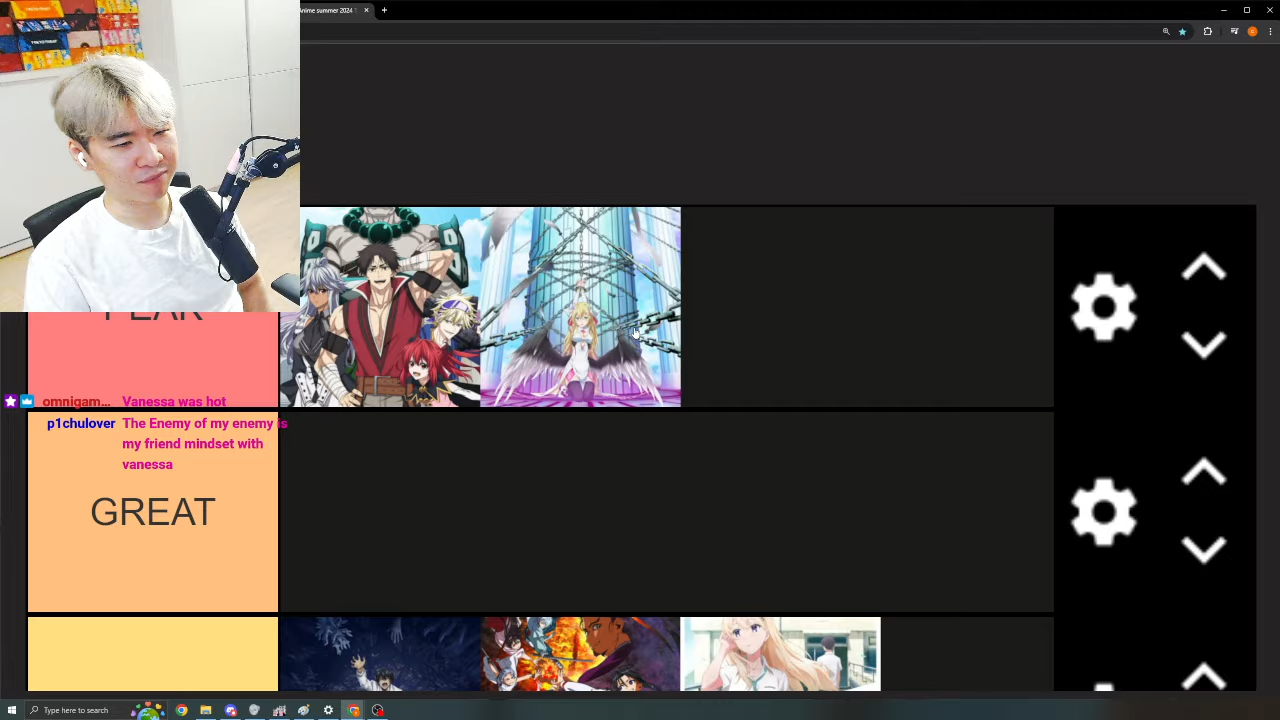 Anime summer 2024
PEAK
omnigam... Vanessa was hot
p1chulover The Enemy of my enemy is
my friend mindset with
vanessa
GREAT
Type here to search